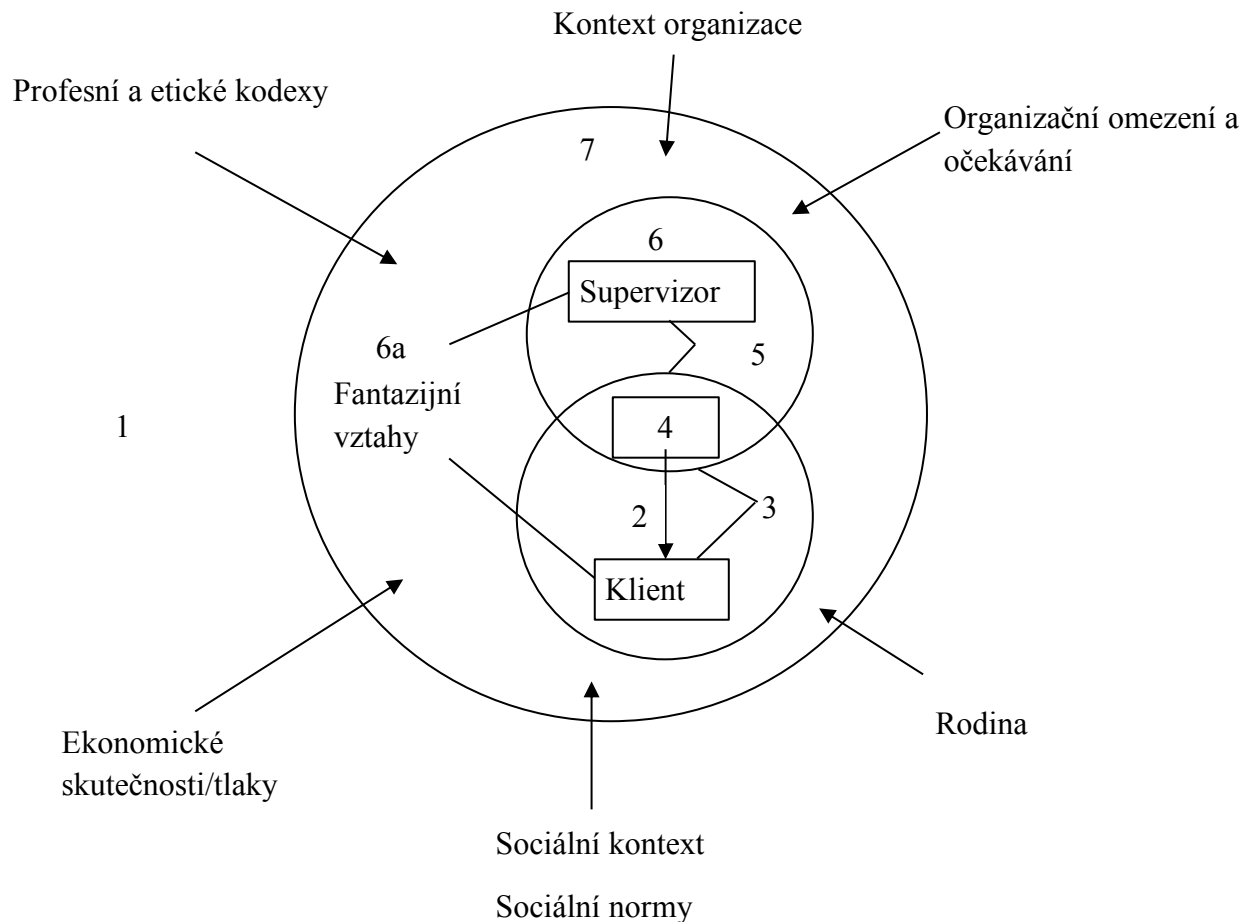 Kontext organizace
Profesní a etické kodexy
Organizační omezení a
očekávání
7
6
Supervizor
5
6a
Fantazijní
vztahy
1
4
2
3
Klient
Rodina
Ekonomické
skutečnosti/tlaky
Sociální kontext
Sociální normy